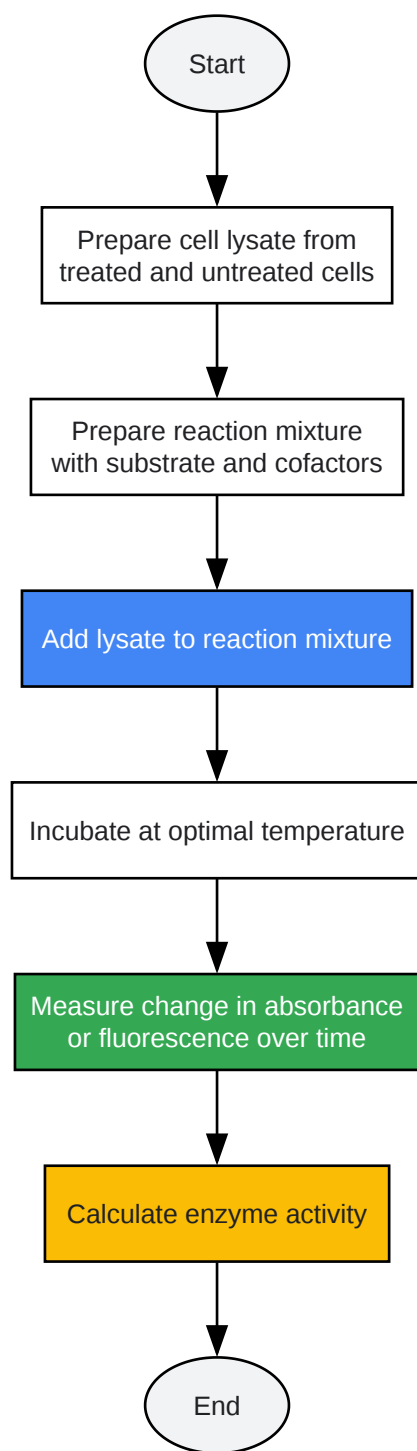 Start
Prepare cell lysate from
treated and untreated cells
Prepare reaction mixture
with substrate and cofactors
Add lysate to reaction mixture
Incubate at optimal temperature
Measure change in absorbance
or fluorescence over time
Calculate enzyme activity
End